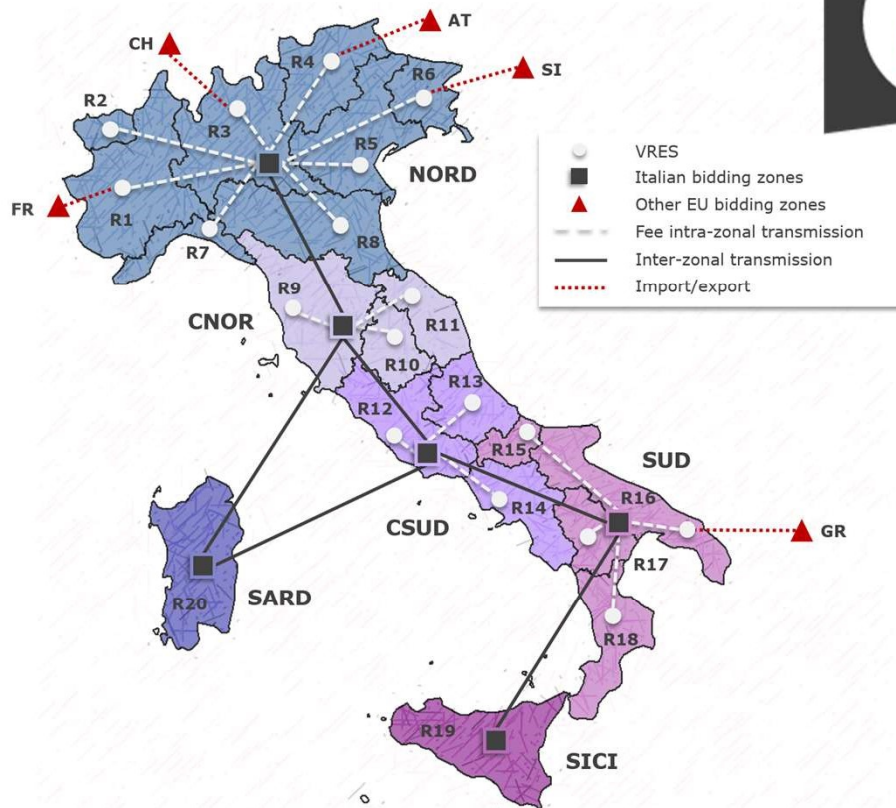 AT
CH
R4
SI
R6
R2
R3
R5
NORD
FR
R1
R7
R8
VRES
Italian bidding zones
Other EU bidding zones
Fee intra-zonal transmission
Inter-zonal transmission
Import/export
R9
CNOR
R11
R10
R13
R12
R15
SUD
R16
R14
CSUD
GR
R17
R20
SARD
R18
R19
SICI